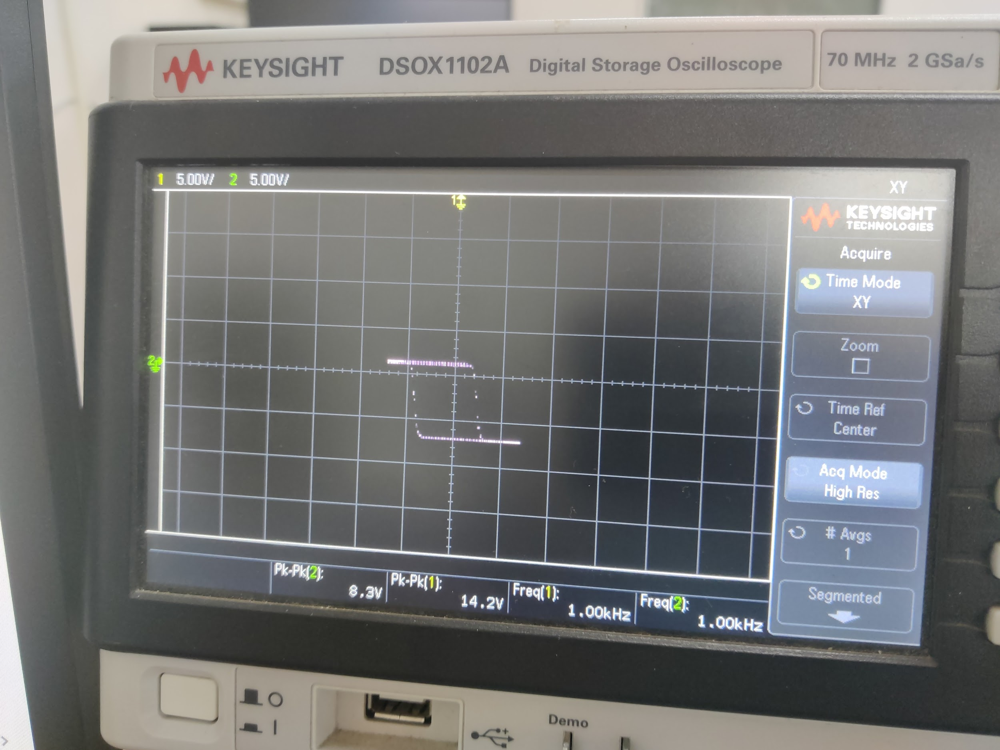 KEYSIGHT DSOX1102A Digital Storage Oscilloscope 70 MHz 2 GSa/s
1 5.00V/ 2 5.00V/
XY
1
KEYSIGHT
TECHNOLOGIES
Acquire
Time Mode
XY
Zoom
2
Time Ref
Center
Acq Mode
High Res
# Avgs
1
Segmented
Pk-Pk(2):
8.3V
Pk-Pk(1):
14.2V
Freq(1):
1.00kHz
Freq(2):
1.00kHz
Demo